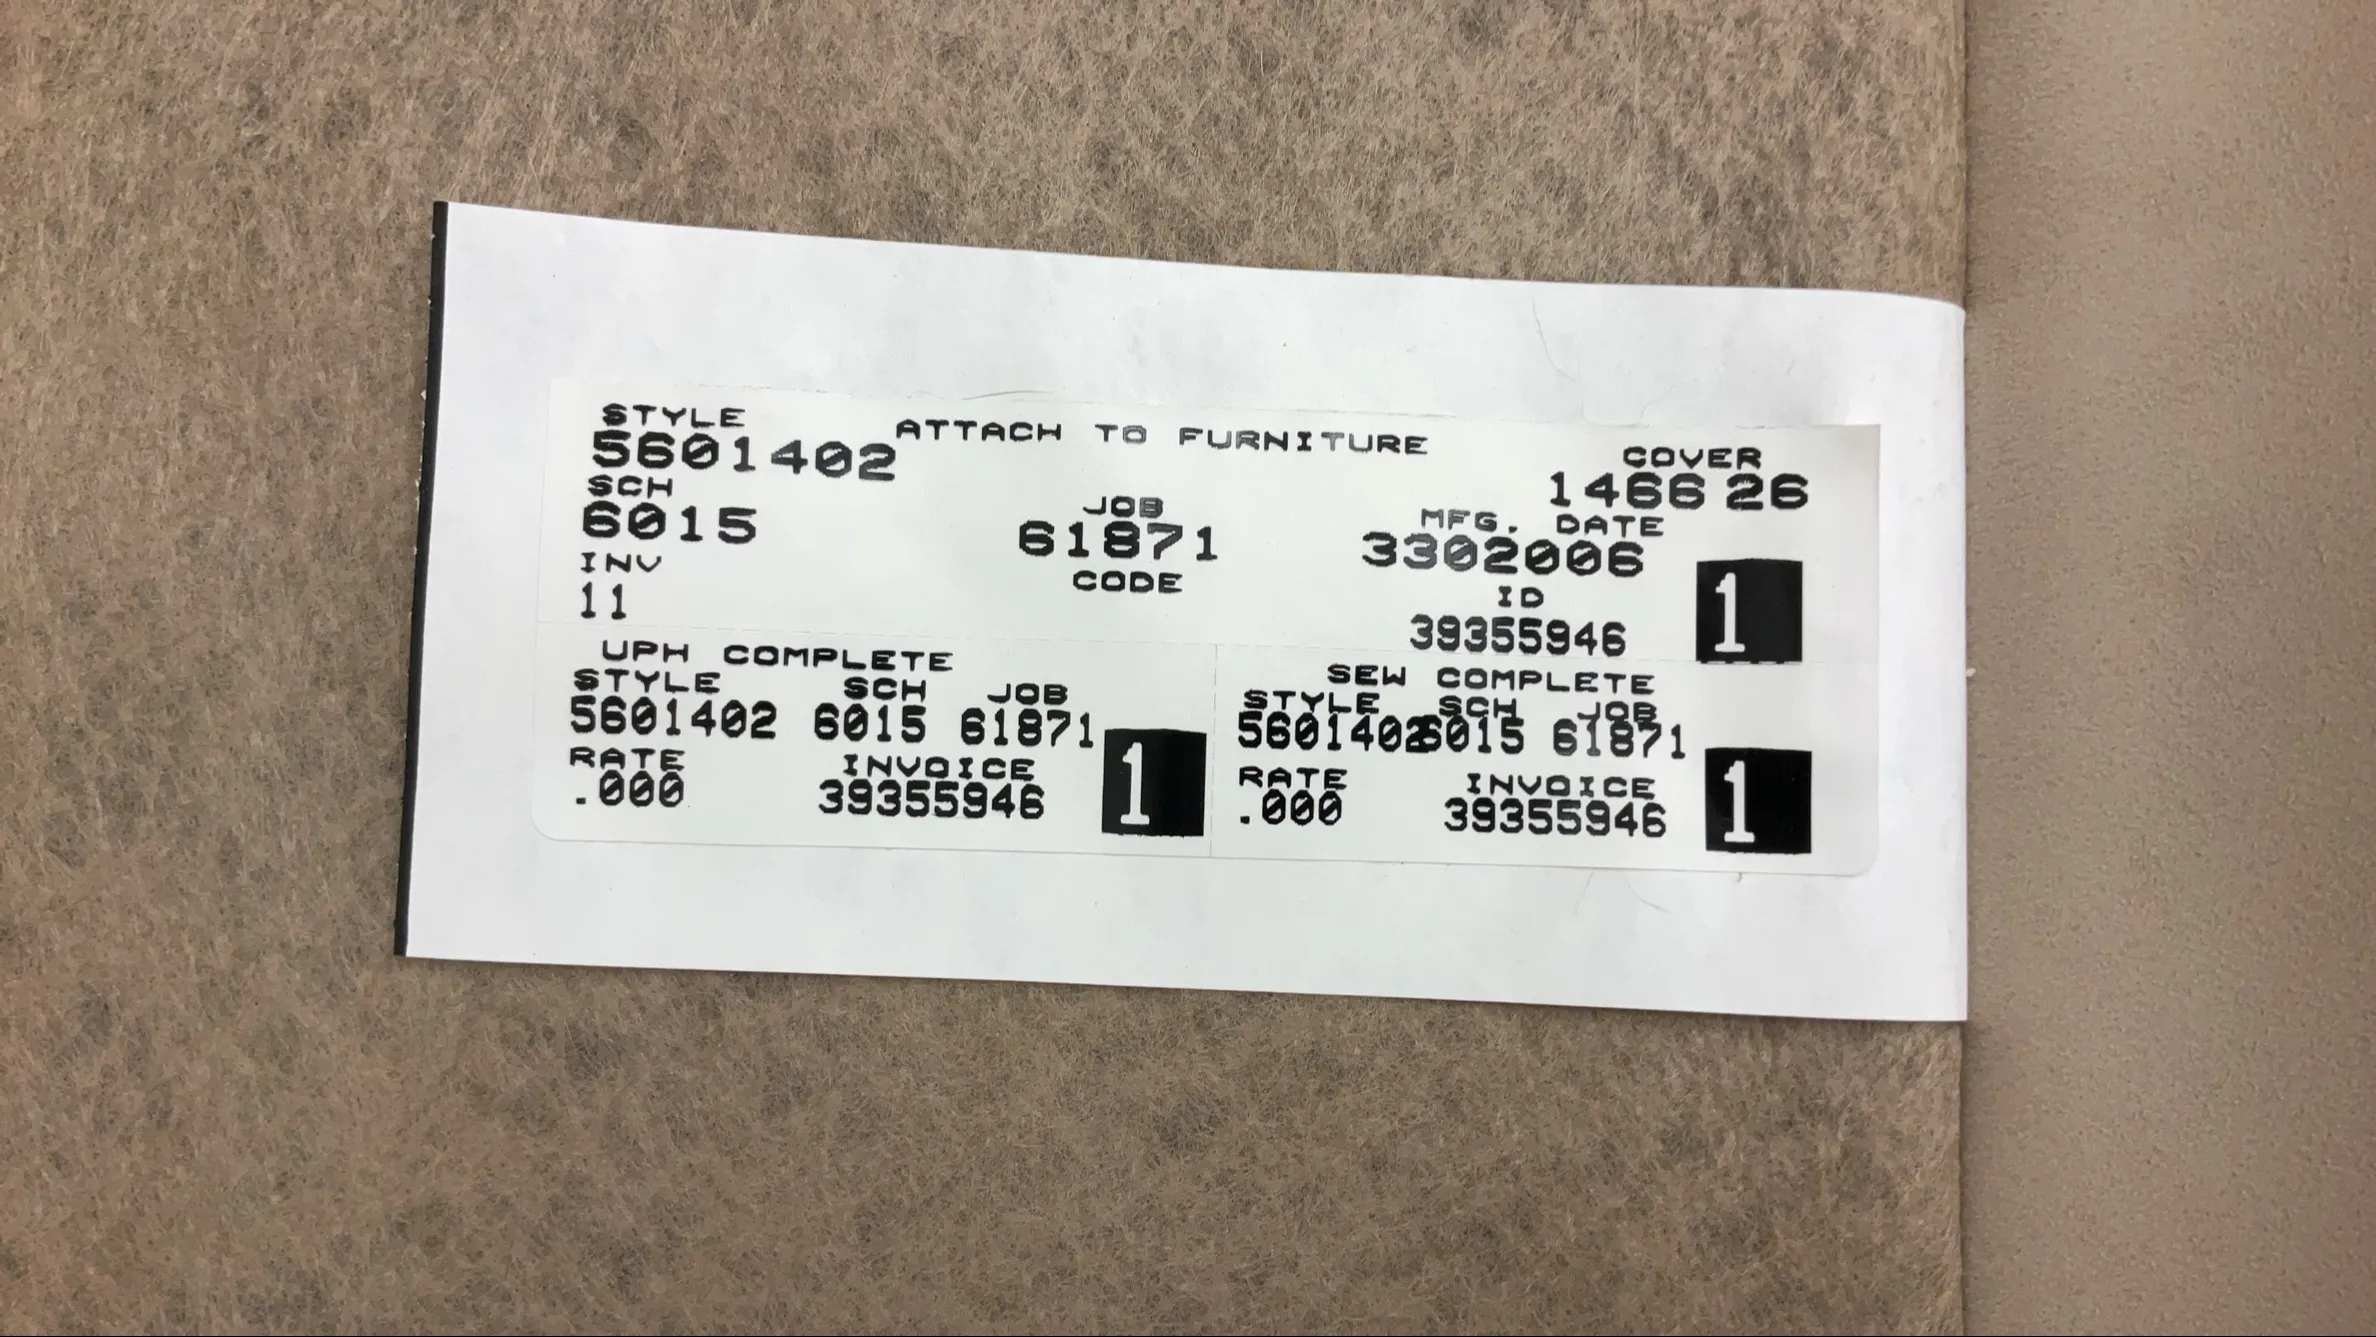 STYLE ATTACH TO FURNITURE COVER
5601402 1466 26
SCH JOB MFG. DATE
6015 61871 3302006
INV CODE ID
11 39355946 1
UPH COMPLETE SEW COMPLETE
STYLE SCH JOB STYLE SCH JOB
5601402 6015 61871 5601402 6015 61871
RATE INVOICE 1 RATE INVOICE 1
.000 39355946 .000 39355946